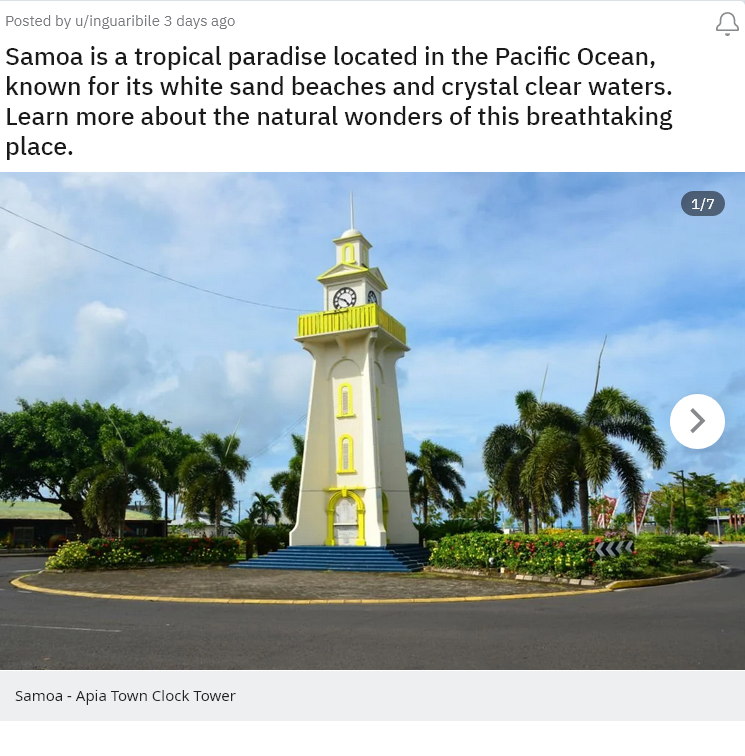 Posted by u/inguaribile 3 days ago
Samoa is a tropical paradise located in the Pacific Ocean,
known for its white sand beaches and crystal clear waters.
Learn more about the natural wonders of this breathtaking
place.
1/7
Samoa - Apia Town Clock Tower